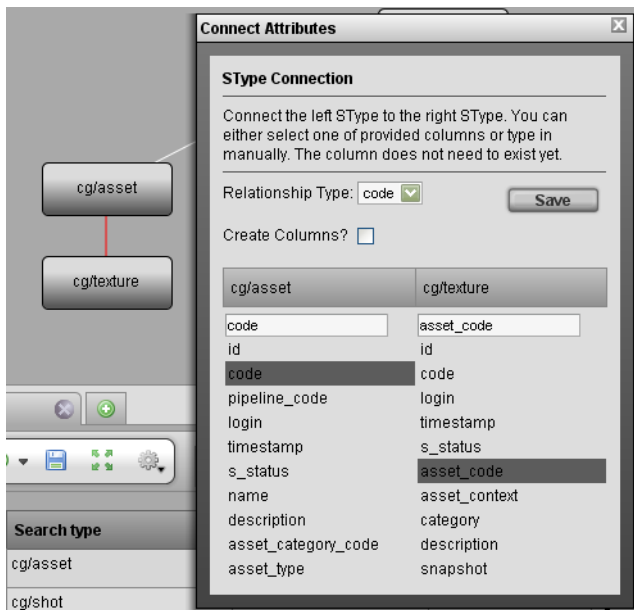 Connect Attributes
SType Connection
Connect the left SType to the right SType. You can
either select one of provided columns or type in
manually. The column does not need to exist yet.
Relationship Type: code
Save
Create Columns?
cg/asset
cg/texture
cg/asset cg/texture
code asset_code
id id
code code
pipeline_code login
login timestamp
timestamp s_status
s_status asset_code
name asset_context
description category
asset_category_code description
asset_type snapshot
Search type
cg/asset
cg/shot